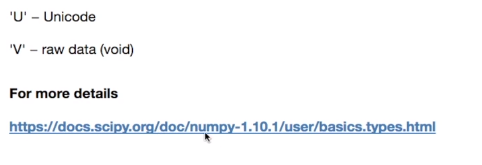 'U' – Unicode
'V' – raw data (void)
For more details
https://docs.scipy.org/doc/numpy-1.10.1/user/basics.types.html